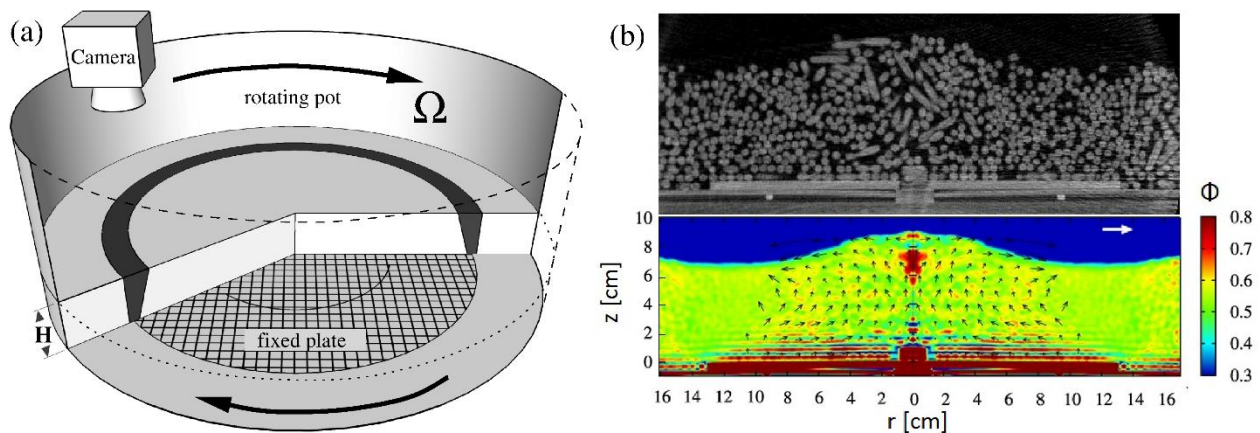 (a)
Camera
rotating pot
Ω
H
fixed plate
(b)
Φ
10
8
6
4
2
0
z [cm]
0.8
0.7
0.6
0.5
0.4
0.3
16 14 12 10 8 6 4 2 0 2 4 6 8 10 12 14 16
r [cm]